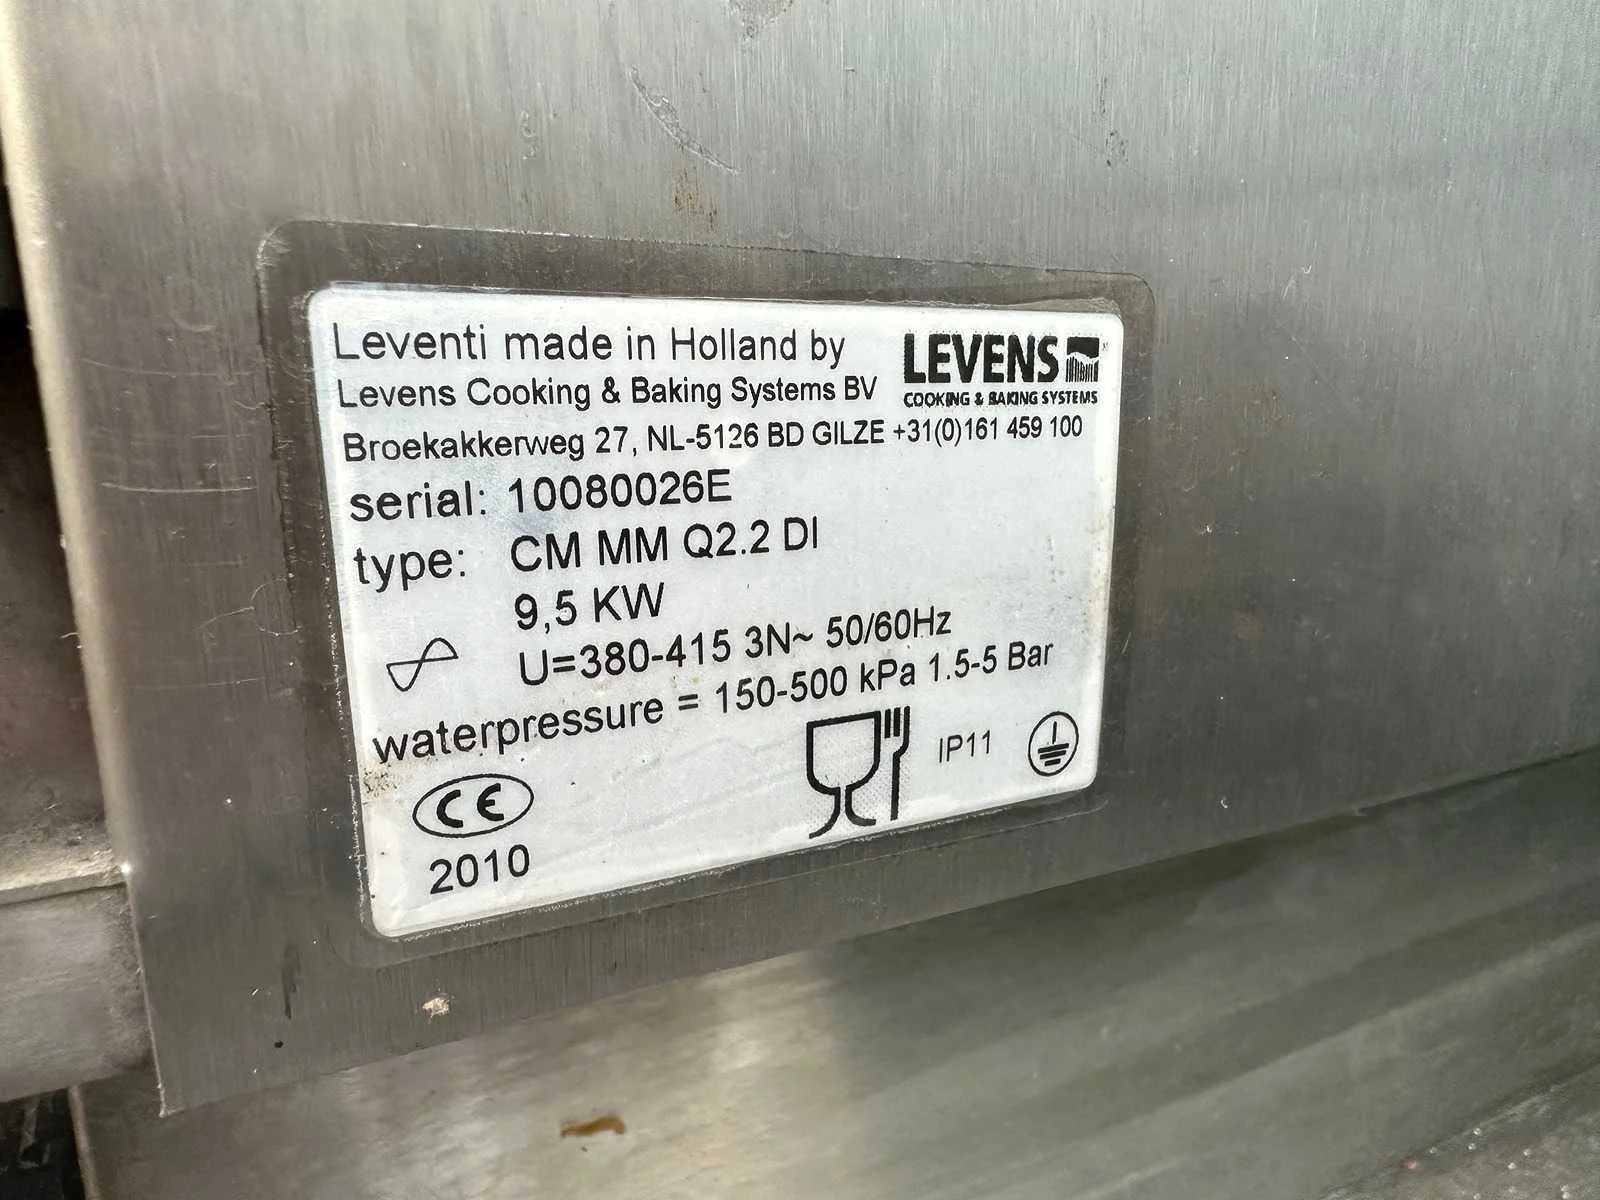 Leventi made in Holland by
LEVENS
Levens Cooking & Baking Systems BV
COOKING & BAKING SYSTEMS
Broekakkerweg 27, NL-5126 BD GILZE +31(0)161 459 100
serial: 10080026E
type: CM MM Q2.2 DI
9,5 KW
U=380-415 3N~ 50/60Hz
waterpressure = 150-500 kPa 1.5-5 Bar
IP11
CE
2010